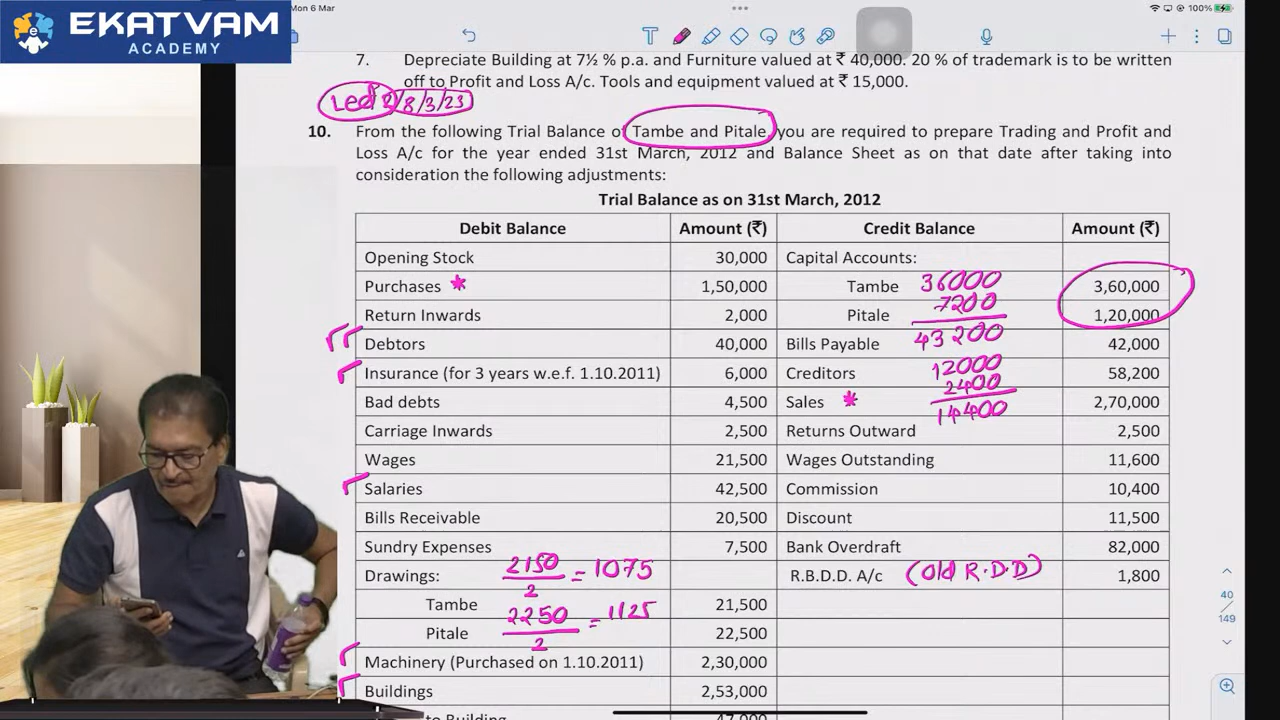 EKATVAM
ACADEMY
Mon 6 Mar
100%
7. Depreciate Building at 7½ % p.a. and Furniture valued at ₹ 40,000. 20 % of trademark is to be written
off to Profit and Loss A/c. Tools and equipment valued at ₹ 15,000.
8/3/23
10. From the following Trial Balance of Tambe and Pitale, you are required to prepare Trading and Profit and
Loss A/c for the year ended 31st March, 2012 and Balance Sheet as on that date after taking into
consideration the following adjustments:
Trial Balance as on 31st March, 2012
Debit Balance Amount (₹) Credit Balance Amount (₹)
Opening Stock 30,000 Capital Accounts:
Purchases * 1,50,000 Tambe 36000 3,60,000
7200
Return Inwards 2,000 Pitale 1,20,000
43200
Debtors 40,000 Bills Payable 42,000
Insurance (for 3 years w.e.f. 1.10.2011) 6,000 Creditors 12000 58,200
2400
Bad debts 4,500 Sales * 2,70,000
14400
Carriage Inwards 2,500 Returns Outward 2,500
Wages 21,500 Wages Outstanding 11,600
Salaries 42,500 Commission 10,400
Bills Receivable 20,500 Discount 11,500
Sundry Expenses 7,500 Bank Overdraft 82,000
Drawings: 2150/2 = 1075 R.B.D.D. A/c (Old R.D.D) 1,800
Tambe 21,500
2250/2 = 1125
Pitale 22,500
Machinery (Purchased on 1.10.2011) 2,30,000
Buildings 2,53,000
to Building 47,000
40
149